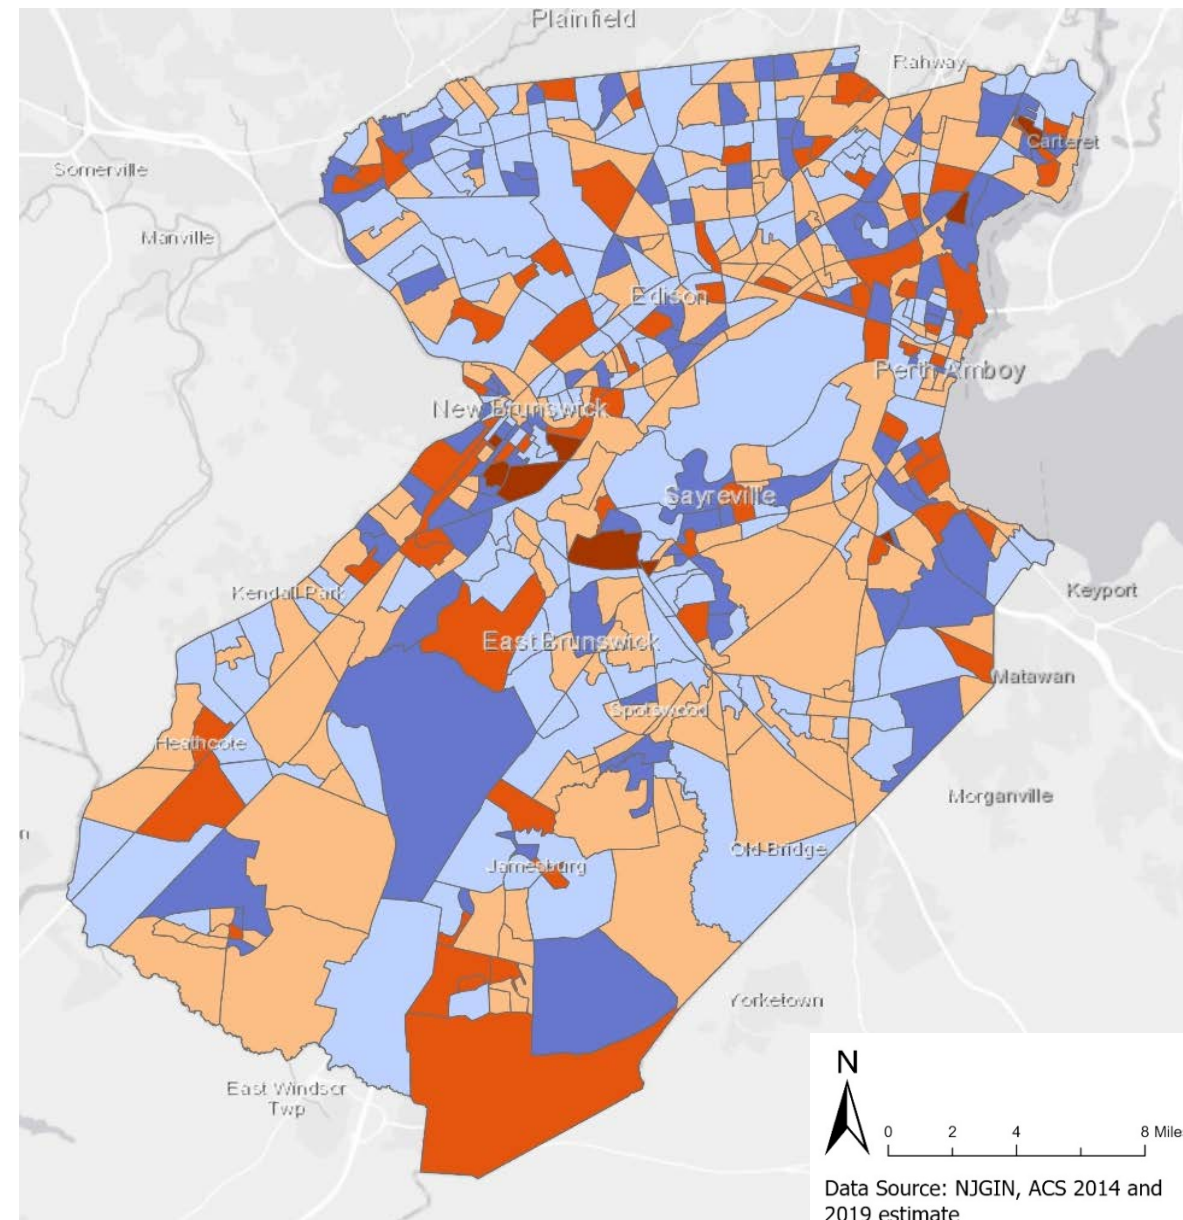 Plainfield
Rahway
Carteret
Somerville
Manville
Edison
Perth Amboy
New Brunswick
Sayreville
Kendall Park
Keyport
East Brunswick
Matawan
Spotswood
Heathcote
Morganville
n
Old Bridge
Jamesburg
Yorketown
East Windsor
Twp
N
0 2 4 8 Mile
Data Source: NJGIN, ACS 2014 and
2019 estimate